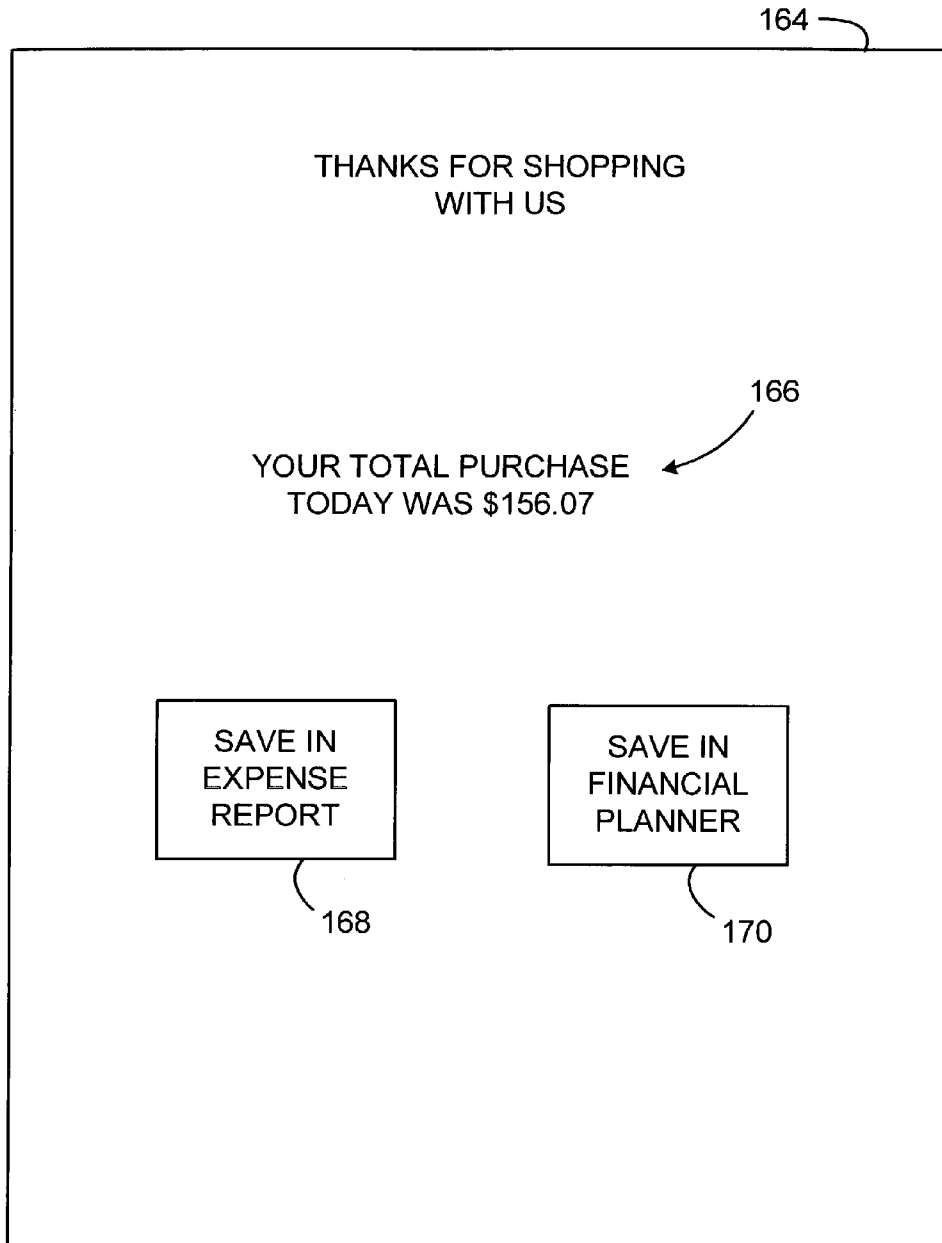 164
THANKS FOR SHOPPING
WITH US
166
YOUR TOTAL PURCHASE
TODAY WAS $156.07
SAVE IN
EXPENSE
REPORT
168
SAVE IN
FINANCIAL
PLANNER
170